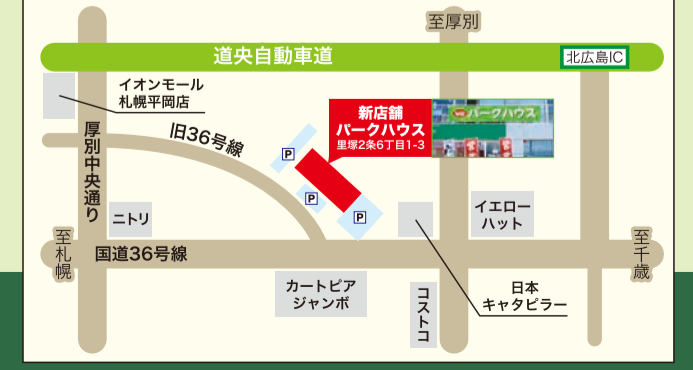 至厚別
道央自動車道
北広島IC
イオンモール
札幌平岡店
新店舗
パークハウス
里塚2条6丁目1-3
パークハウス
厚別中央通り
旧36号線
P
P
P
ニトリ
イエロー
ハット
至札幌
国道36号線
至千歳
カートピア
ジャンボ
コストコ
日本
キャタピラー